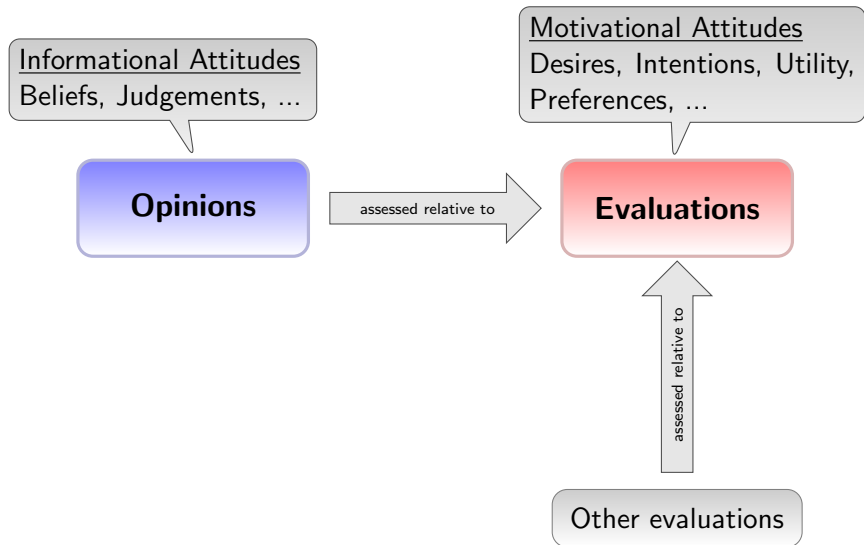 Informational Attitudes
Beliefs, Judgements, ...
Motivational Attitudes
Desires, Intentions, Utility,
Preferences, ...
Opinions
assessed relative to
Evaluations
assessed relative to
Other evaluations